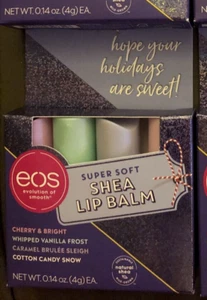 NET WT. 0.14 oz (4g) EA.
hope your
holidays
are sweet!
eos
evolution of
smooth®
SUPER SOFT
SHEA
LIP BALM
CHERRY & BRIGHT
WHIPPED VANILLA FROST
CARAMEL BRULÉE SLEIGH
COTTON CANDY SHOW
natural
shea
NET WT. 0.14 oz (4g) EA.